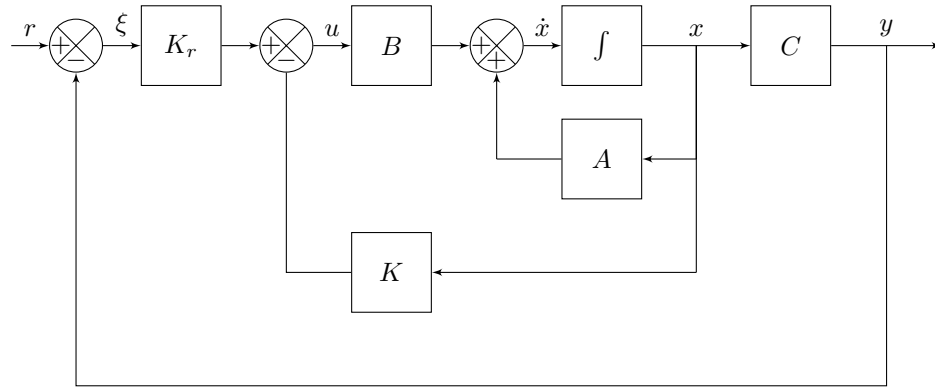 r
+
−
ξ
K_r
+
−
u
B
+
+
ẋ
∫
x
C
y
A
K